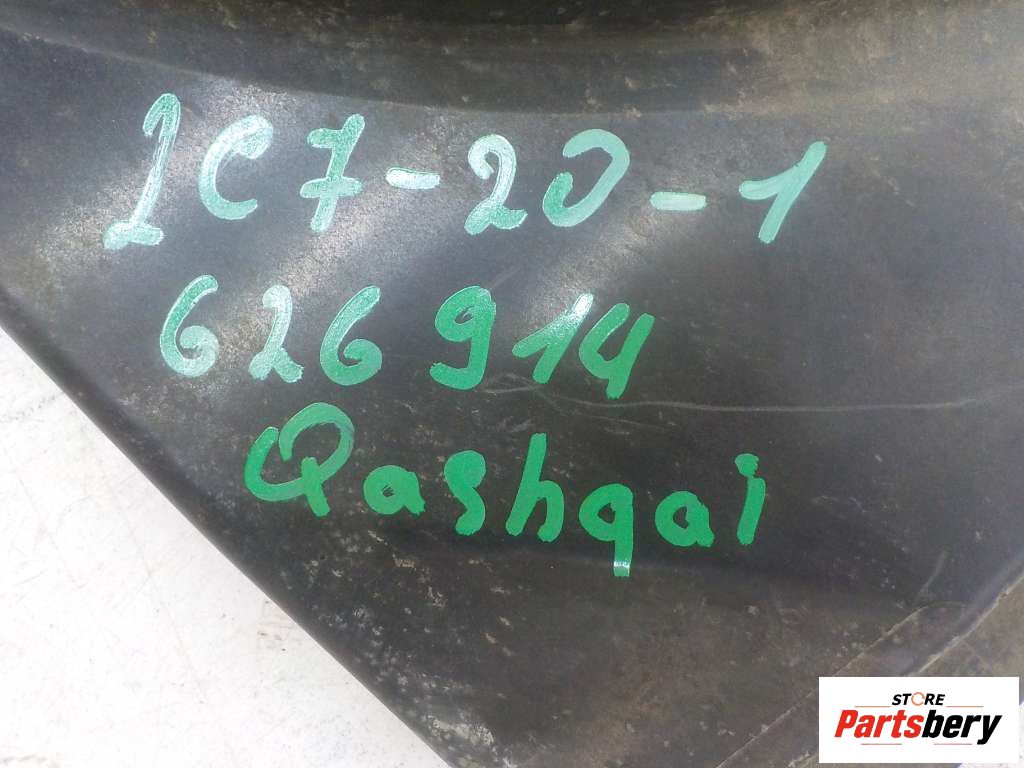 1C7-20-1
626914
Qashqai
STORE
Partsbery